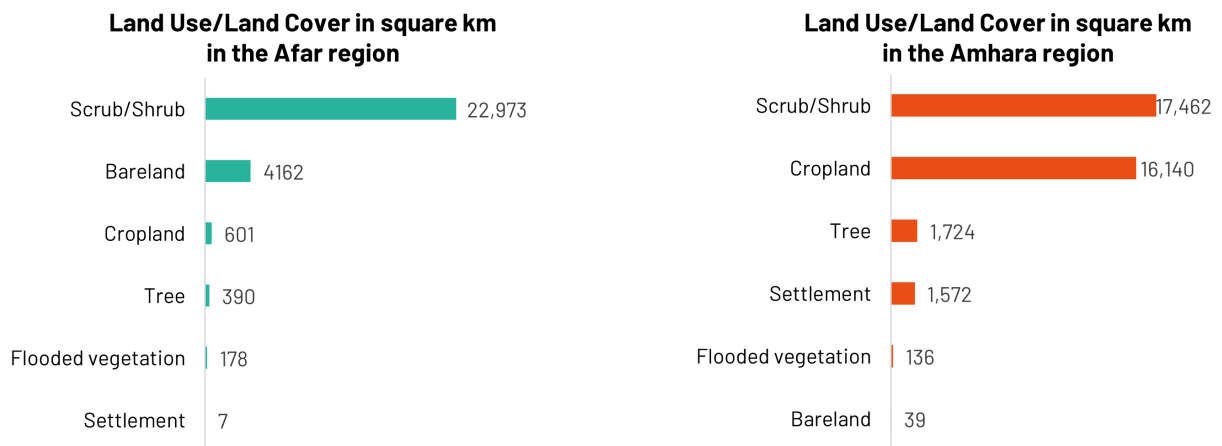 Land Use/Land Cover in square km
in the Afar region
Scrub/Shrub 22,973
Bareland 4162
Cropland 601
Tree 390
Flooded vegetation 178
Settlement 7
Land Use/Land Cover in square km
in the Amhara region
Scrub/Shrub 17,462
Cropland 16,140
Tree 1,724
Settlement 1,572
Flooded vegetation 136
Bareland 39